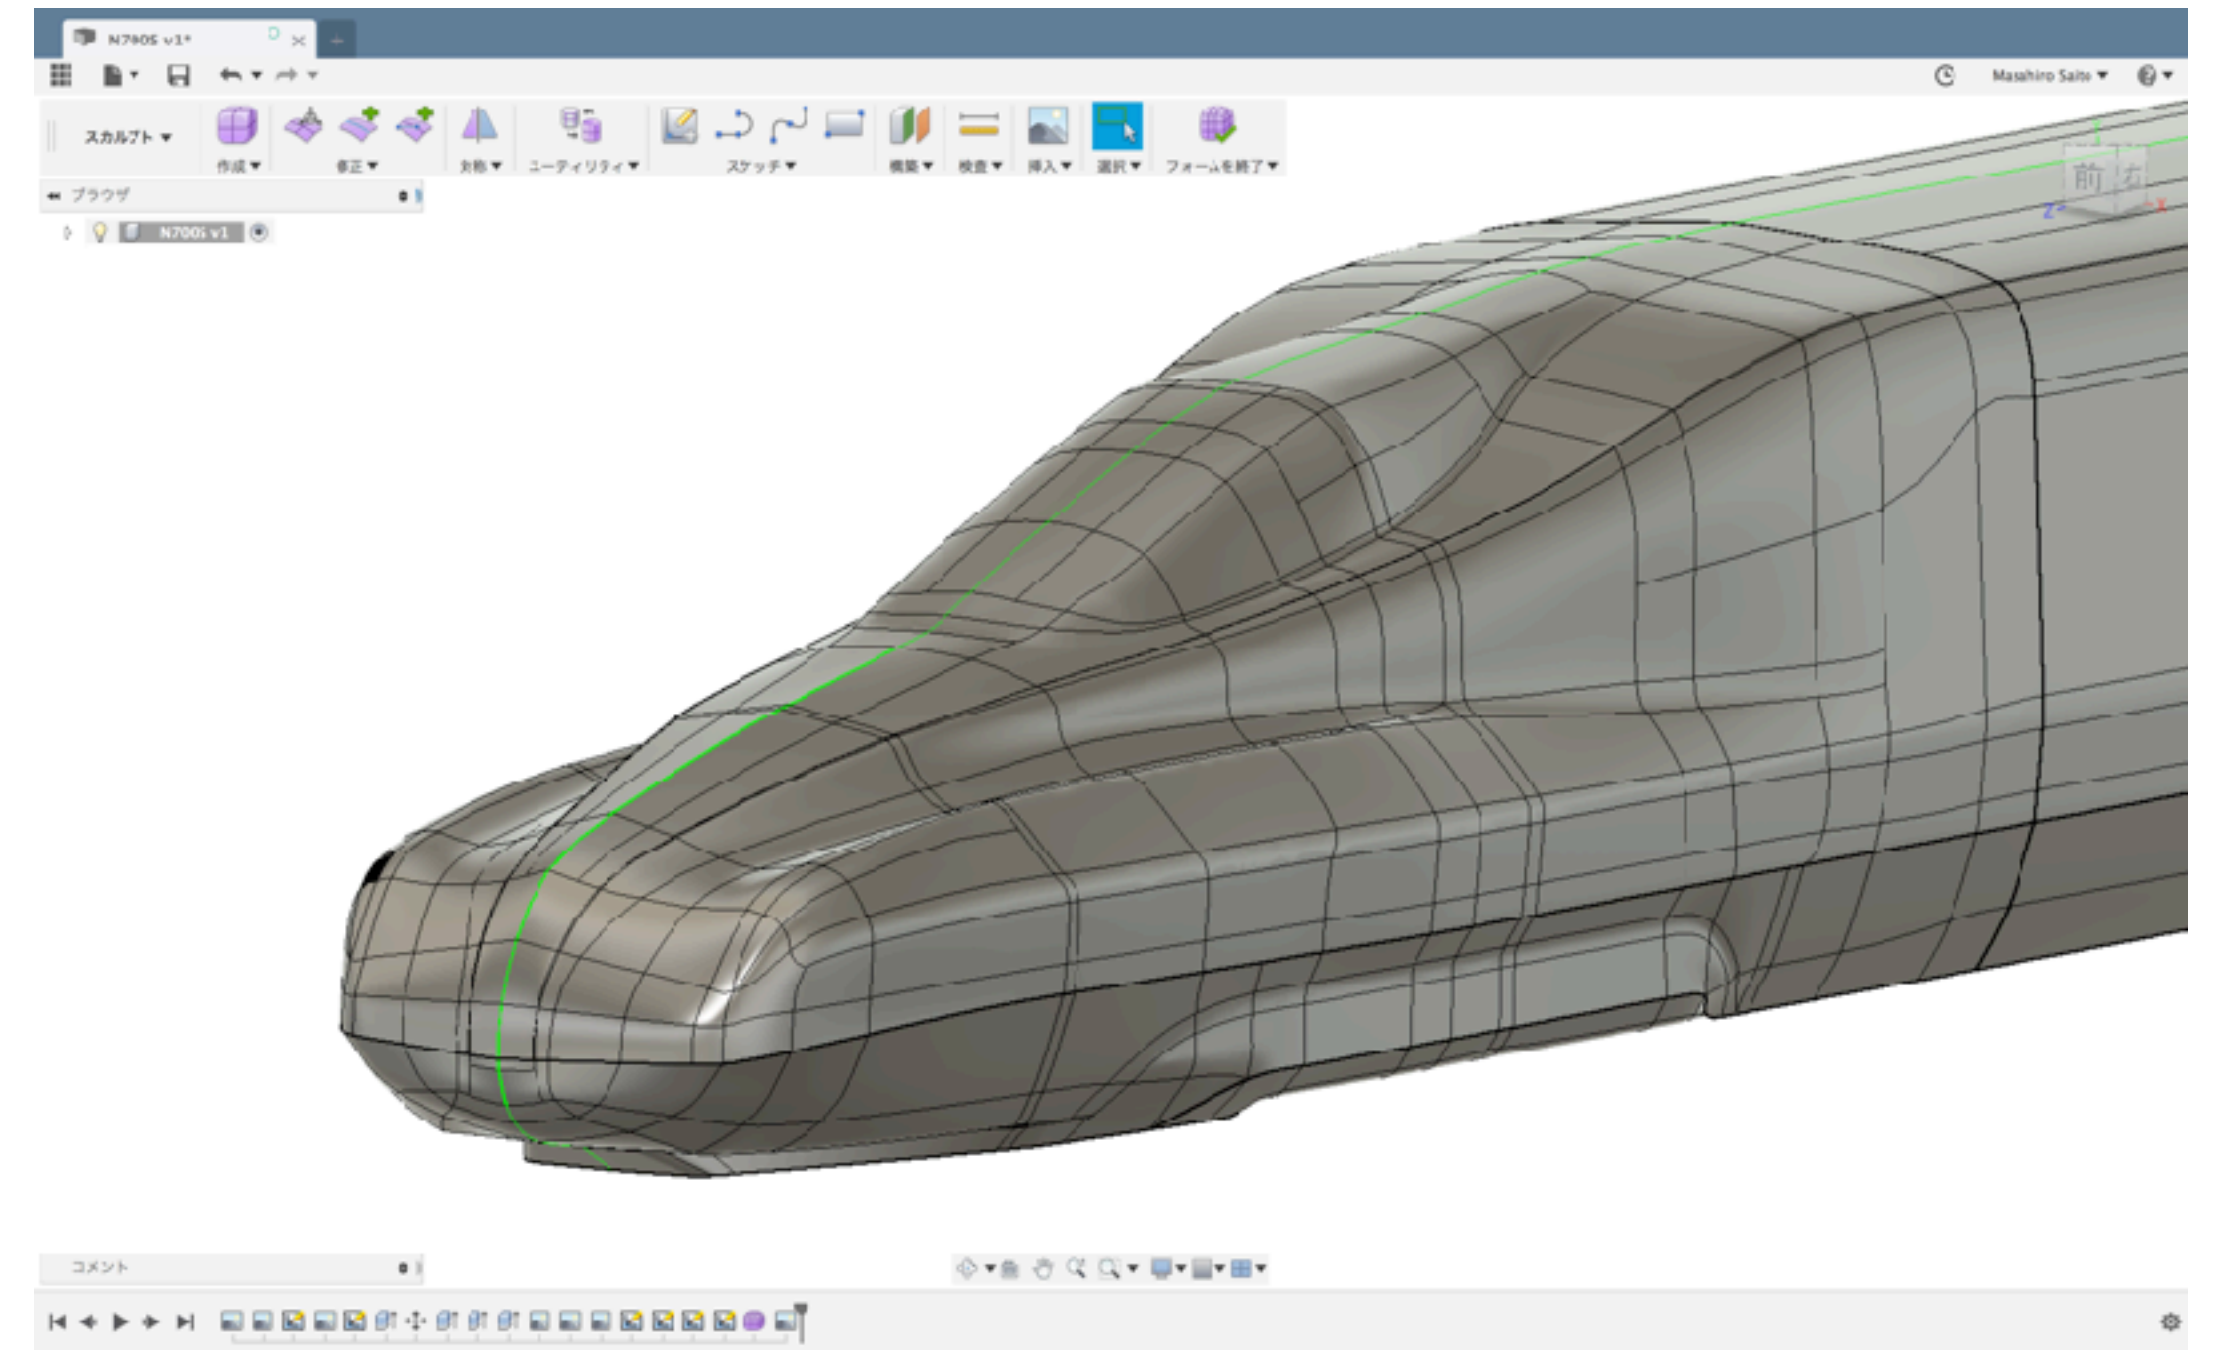 N700S v1*
Masahiro Saito
スカルプト
作成
修正
対称
ユーティリティ
スケッチ
構築
検査
挿入
選択
フォームを終了
ブラウザ
N700S v1
前
右
Z
X
コメント